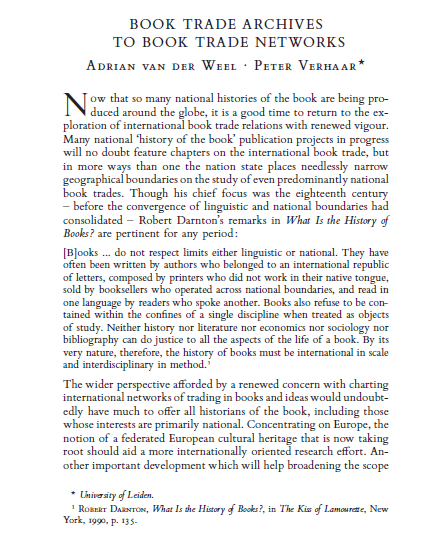 BOOK TRADE ARCHIVES
TO BOOK TRADE NETWORKS
Adrian van der Weel · Peter Verhaar*
Now that so many national histories of the book are being pro-
duced around the globe, it is a good time to return to the ex-
ploration of international book trade relations with renewed vigour.
Many national ‘history of the book’ publication projects in progress
will no doubt feature chapters on the international book trade, but
in more ways than one the nation state places needlessly narrow
geographical boundaries on the study of even predominantly national
book trades. Though his chief focus was the eighteenth century
– before the convergence of linguistic and national boundaries had
consolidated – Robert Darnton’s remarks in What Is the History of
Books? are pertinent for any period:
[B]ooks ... do not respect limits either linguistic or national. They have
often been written by authors who belonged to an international republic
of letters, composed by printers who did not work in their native tongue,
sold by booksellers who operated across national boundaries, and read in
one language by readers who spoke another. Books also refuse to be con-
tained within the confines of a single discipline when treated as objects
of study. Neither history nor literature nor economics nor sociology nor
bibliography can do justice to all the aspects of the life of a book. By its
very nature, therefore, the history of books must be international in scale
and interdisciplinary in method.¹
The wider perspective afforded by a renewed concern with charting
international networks of trading in books and ideas would undoubt-
edly have much to offer all historians of the book, including those
whose interests are primarily national. Concentrating on Europe, the
notion of a federated European cultural heritage that is now taking
root should aid a more internationally oriented research effort. An-
other important development which will help broadening the scope
* University of Leiden.
¹ Robert Darnton, What Is the History of Books?, in The Kiss of Lamourette, New
York, 1990, p. 135.